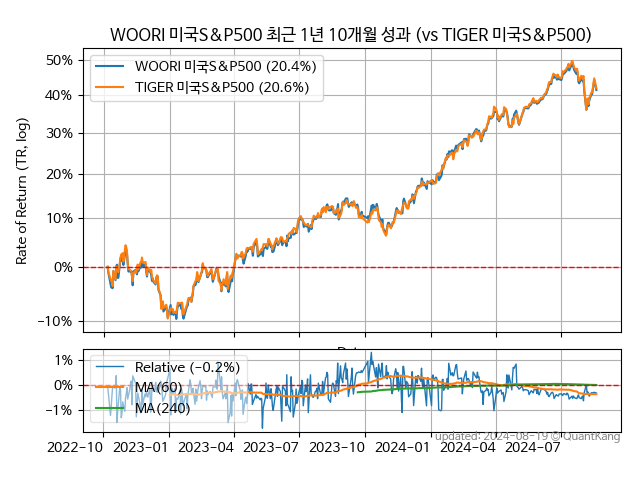 WOORI 미국S&P500 최근 1년 10개월 성과 (vs TIGER 미국S&P500)
Rate of Return (TR, log)
50%
40%
30%
20%
10%
0%
−10%
WOORI 미국S&P500 (20.4%)
TIGER 미국S&P500 (20.6%)
1%
0%
−1%
Relative (−0.2%)
MA(60)
MA(240)
2022-10 2023-01 2023-04 2023-07 2023-10 2024-01 2024-04 2024-07
updated: 2024-08-19 © QuantKang